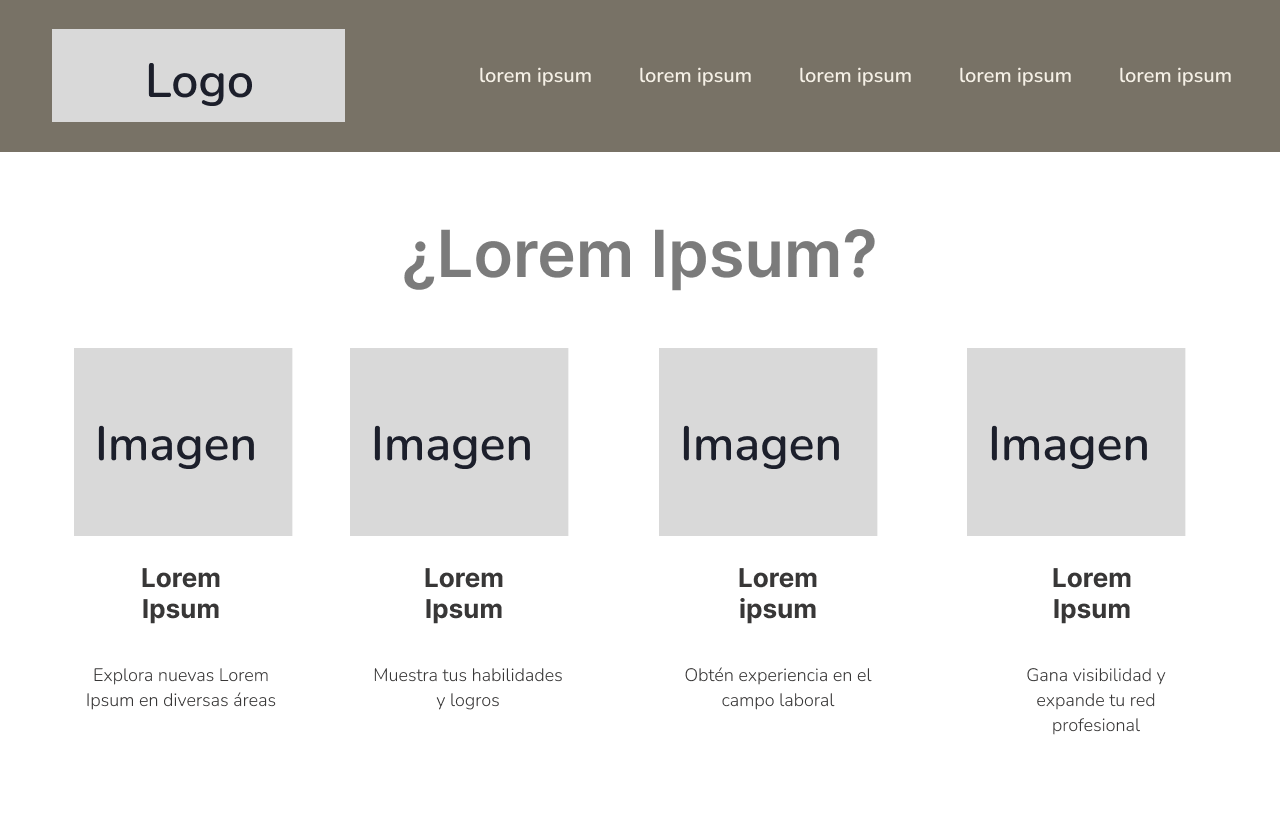 Logo
lorem ipsum lorem ipsum lorem ipsum lorem ipsum lorem ipsum
¿Lorem Ipsum?
Imagen
Lorem
Ipsum
Explora nuevas Lorem
Ipsum en diversas áreas
Imagen
Lorem
Ipsum
Muestra tus habilidades
y logros
Imagen
Lorem
ipsum
Obtén experiencia en el
campo laboral
Imagen
Lorem
Ipsum
Gana visibilidad y
expande tu red
profesional